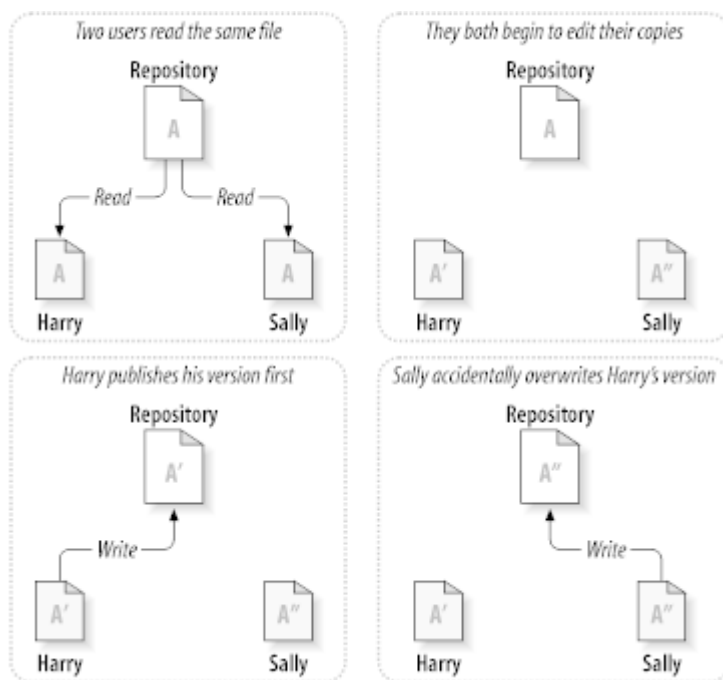 Two users read the same file
Repository
A
Read
Read
A
A
Harry
Sally
They both begin to edit their copies
Repository
A
A'
A"
Harry
Sally
Harry publishes his version first
Repository
A'
Write
A'
A"
Harry
Sally
Sally accidentally overwrites Harry's version
Repository
A"
Write
A'
A"
Harry
Sally